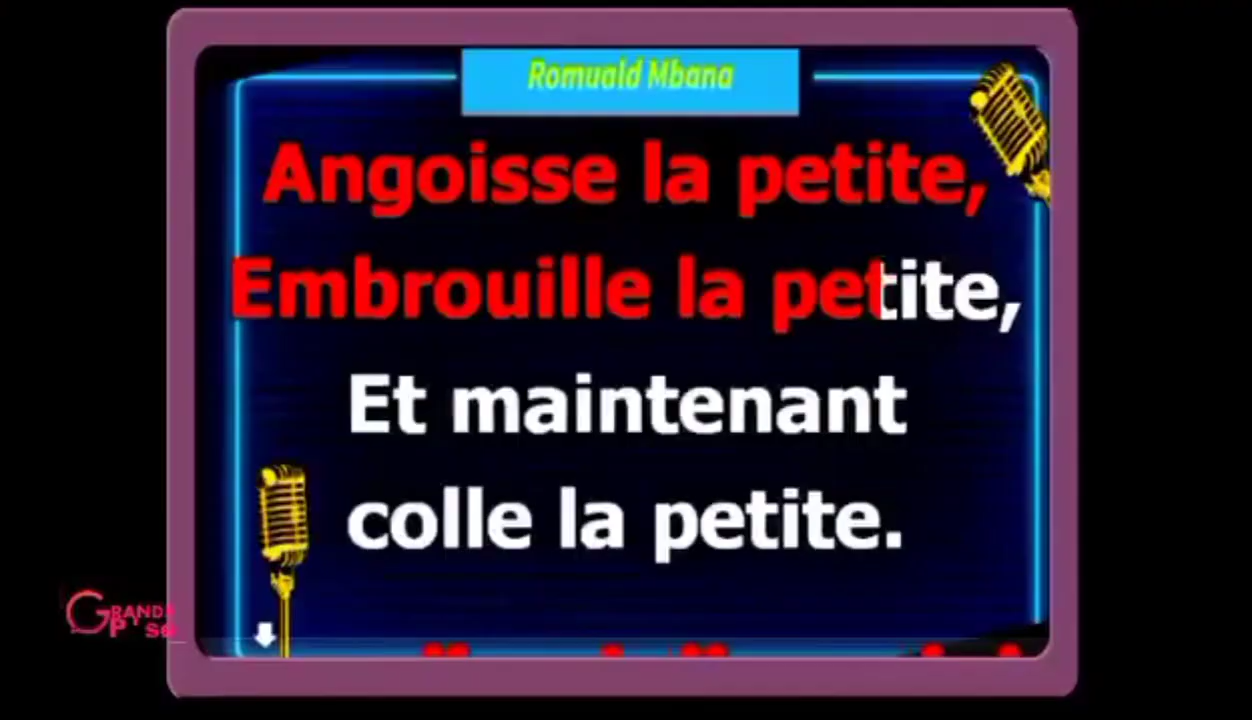 Romuald Mbana
Angoisse la petite,
Embrouille la petite,
Et maintenant
colle la petite.